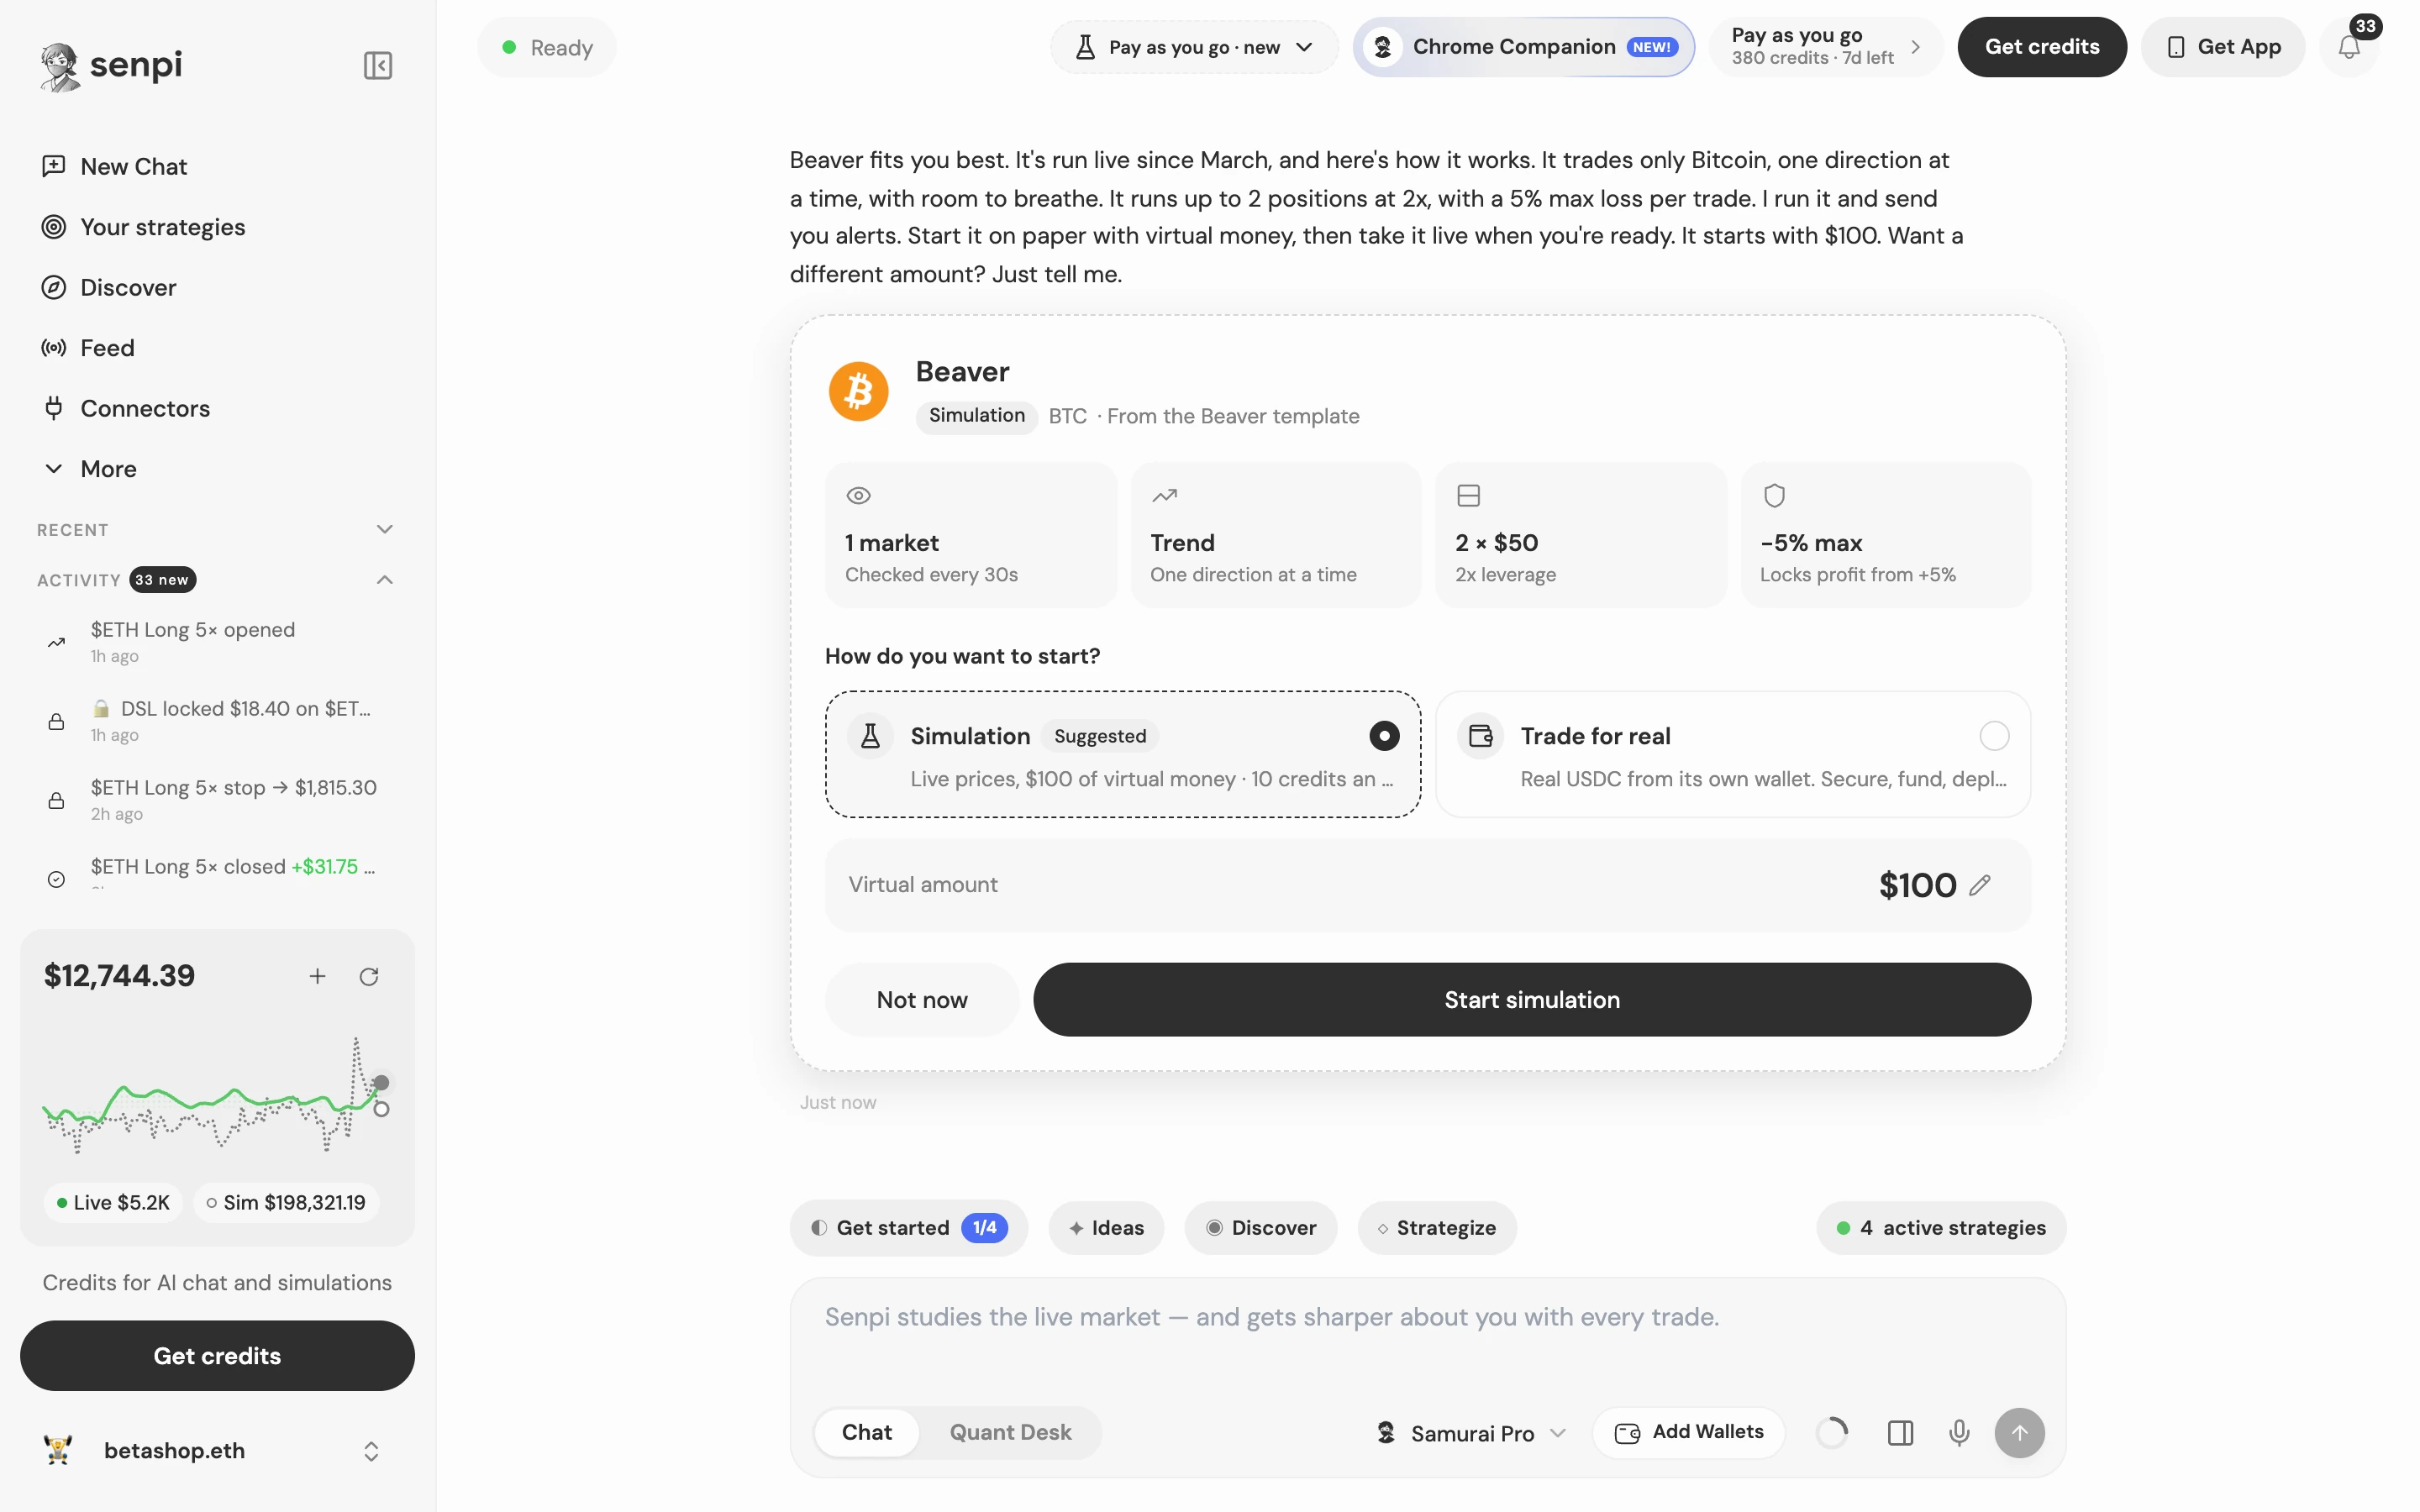 senpi
New Chat
Your strategies
Discover
Feed
Connectors
More
RECENT
ACTIVITY 33 new
$ETH Long 5× opened
1h ago
🔒 DSL locked $18.40 on $ET...
1h ago
$ETH Long 5× stop → $1,815.30
2h ago
$ETH Long 5× closed +$31.75 ...
$12,744.39
Live $5.2K
Sim $198,321.19
Credits for AI chat and simulations
Get credits
betashop.eth
Ready
Pay as you go · new
Chrome Companion NEW!
Pay as you go
380 credits · 7d left
Get credits
Get App
33
Beaver fits you best. It's run live since March, and here's how it works. It trades only Bitcoin, one direction at
a time, with room to breathe. It runs up to 2 positions at 2x, with a 5% max loss per trade. I run it and send
you alerts. Start it on paper with virtual money, then take it live when you're ready. It starts with $100. Want a
different amount? Just tell me.
Beaver
Simulation BTC · From the Beaver template
1 market
Checked every 30s
Trend
One direction at a time
2 × $50
2x leverage
−5% max
Locks profit from +5%
How do you want to start?
Simulation Suggested
Live prices, $100 of virtual money · 10 credits an ...
Trade for real
Real USDC from its own wallet. Secure, fund, depl...
Virtual amount
$100
Not now
Start simulation
Just now
Get started 1/4
Ideas
Discover
Strategize
4 active strategies
Senpi studies the live market — and gets sharper about you with every trade.
Chat
Quant Desk
Samurai Pro
Add Wallets